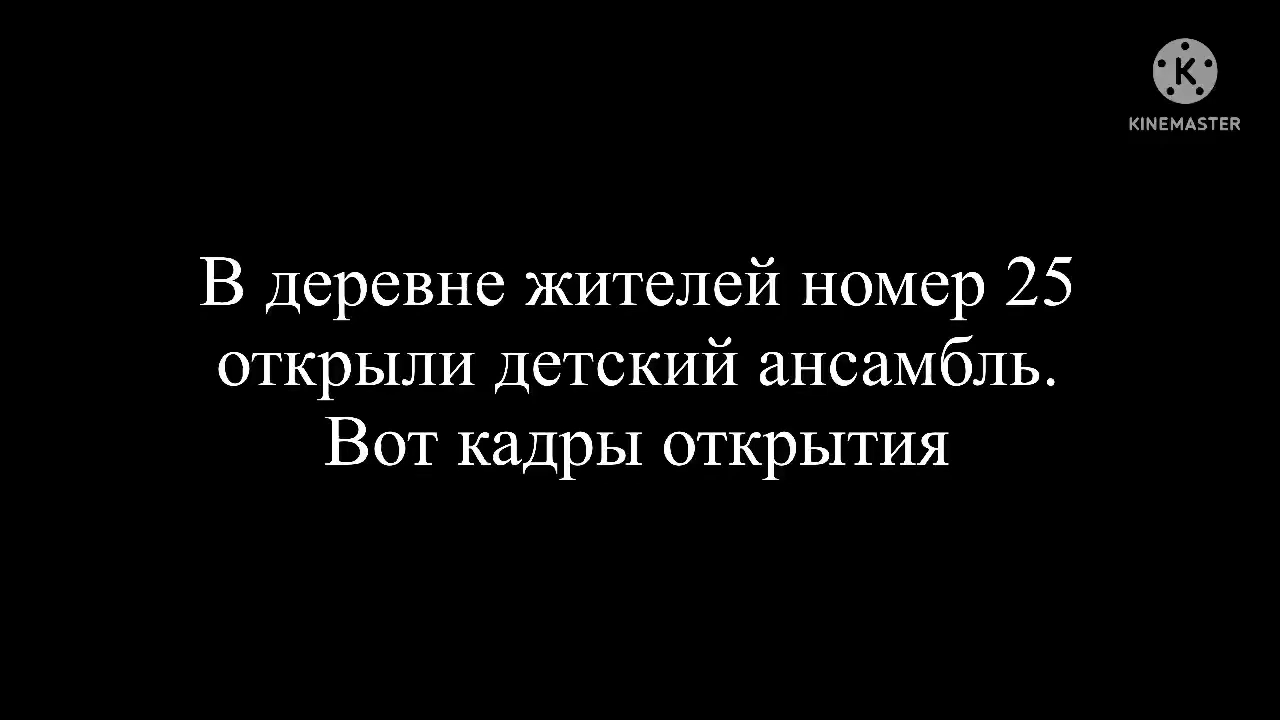 KINEMASTER
В деревне жителей номер 25
открыли детский ансамбль.
Вот кадры открытия